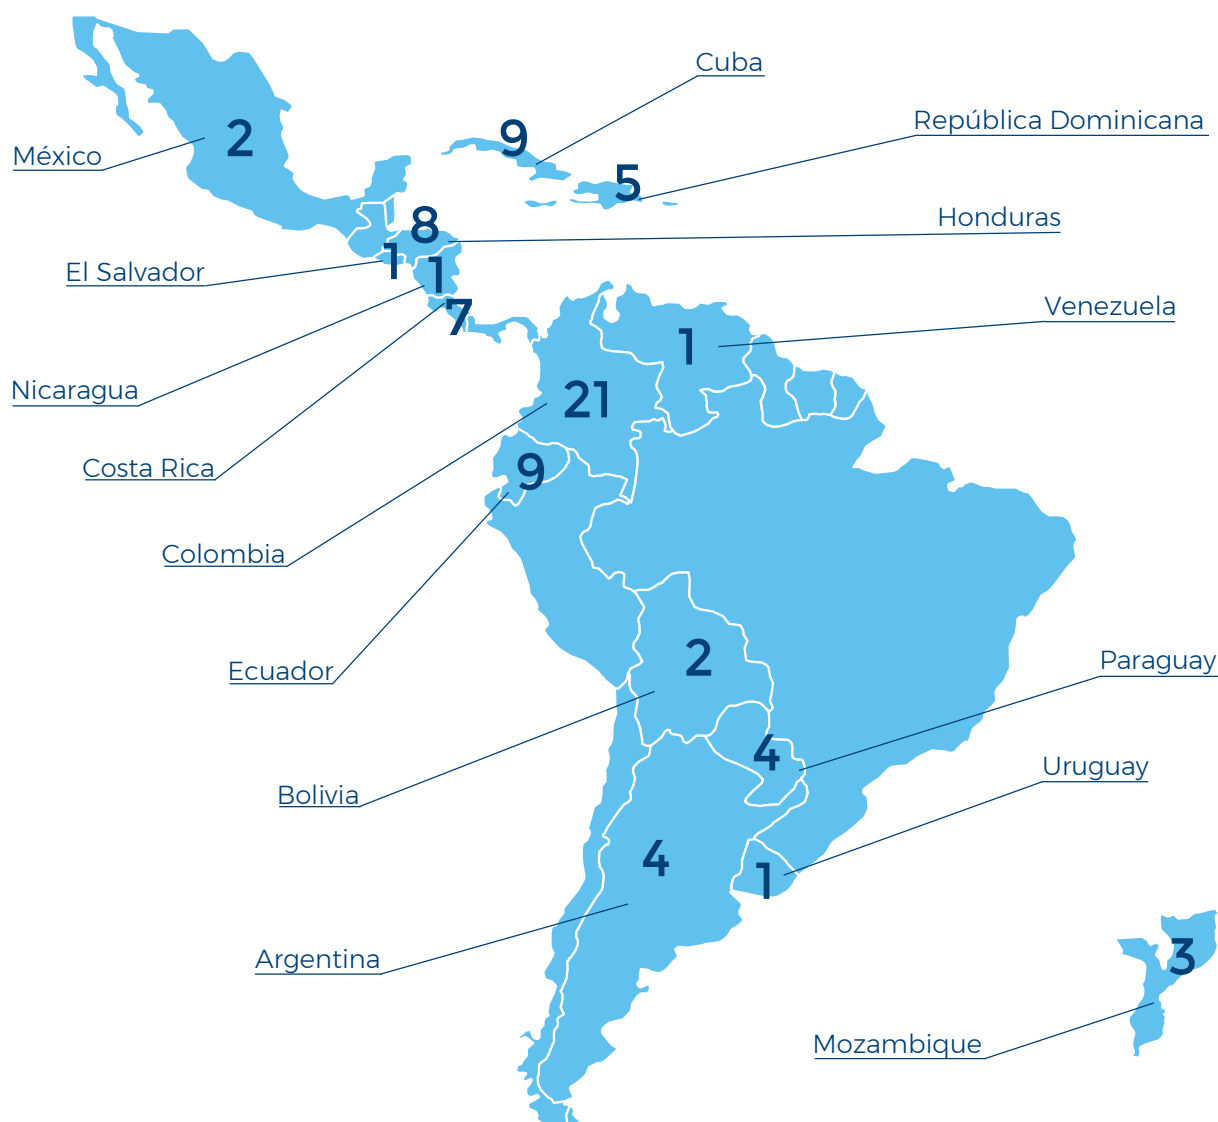 Cuba
9
República Dominicana
2
México
5
8
Honduras
1
El Salvador
1
Venezuela
7
1
Nicaragua
21
Costa Rica
9
Colombia
2
Paraguay
Ecuador
4
Uruguay
Bolivia
4
1
3
Argentina
Mozambique